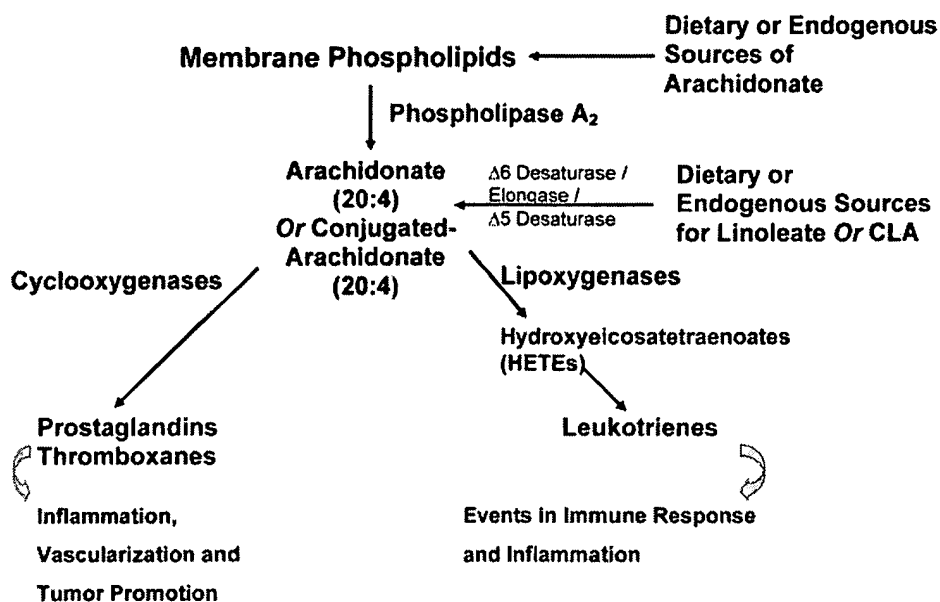 Dietary or Endogenous
Sources of
Arachidonate
Membrane Phospholipids
Phospholipase A₂
Arachidonate
(20:4)
Or Conjugated-
Arachidonate
(20:4)
Δ6 Desaturase /
Elongase /
Δ5 Desaturase
Dietary or
Endogenous Sources
for Linoleate Or CLA
Cyclooxygenases
Lipoxygenases
Hydroxyeicosatetraenoates
(HETEs)
Prostaglandins
Thromboxanes
Leukotrienes
Inflammation,
Vascularization and
Tumor Promotion
Events in Immune Response
and Inflammation